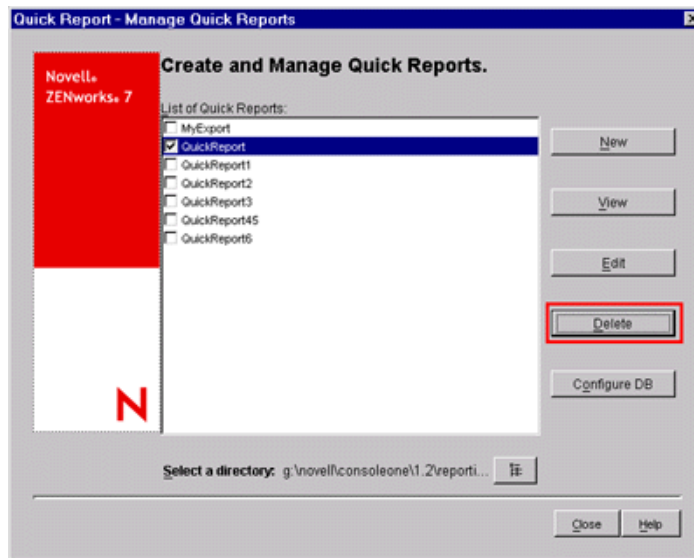 Quick Report - Manage Quick Reports
Novell®
ZENworks® 7
Create and Manage Quick Reports.
List of Quick Reports:
MyExport
QuickReport
QuickReport1
QuickReport2
QuickReport3
QuickReport45
QuickReport6
New
View
Edit
Delete
Configure DB
N
Select a directory: g:\novell\consoleone\1.2\reporti...
Close
Help